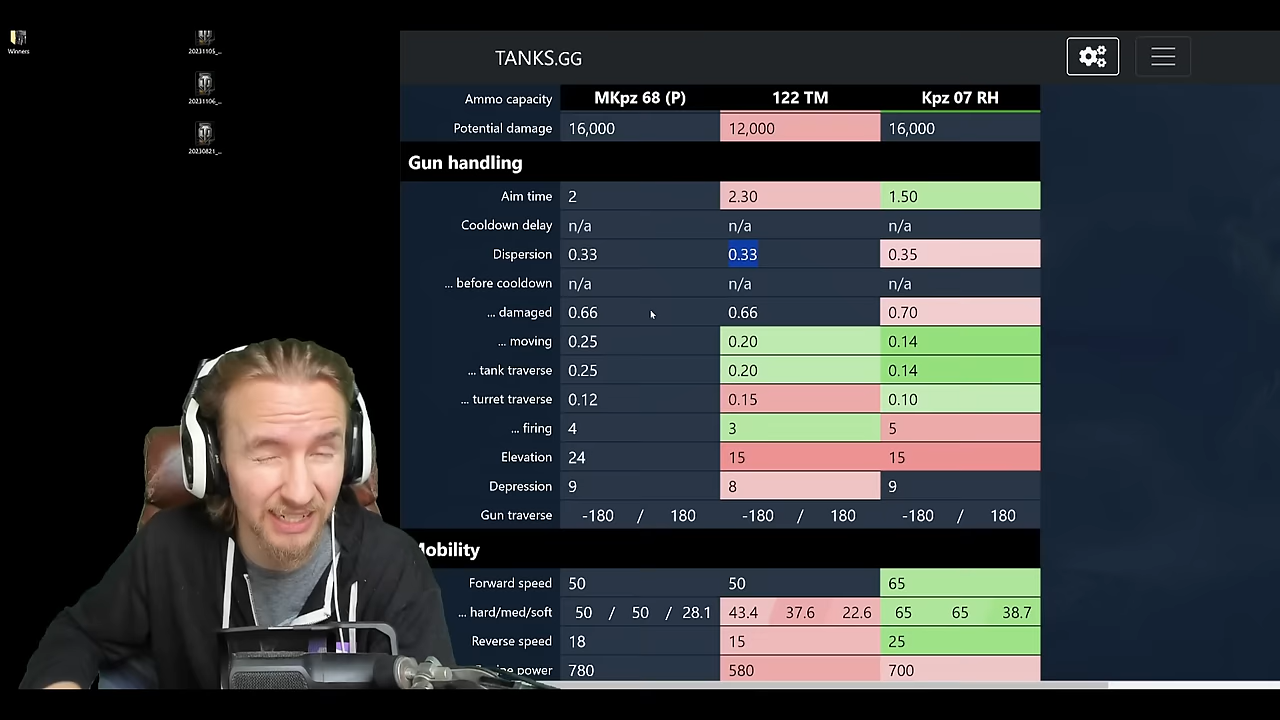 Winners
20231105_...
20231106_...
20230821_...
TANKS.GG
Ammo capacity MKpz 68 (P) 122 TM Kpz 07 RH
Potential damage 16,000 12,000 16,000
Gun handling
Aim time 2 2.30 1.50
Cooldown delay n/a n/a n/a
Dispersion 0.33 0.33 0.35
... before cooldown n/a n/a n/a
... damaged 0.66 0.66 0.70
... moving 0.25 0.20 0.14
... tank traverse 0.25 0.20 0.14
... turret traverse 0.12 0.15 0.10
... firing 4 3 5
Elevation 24 15 15
Depression 9 8 9
Gun traverse -180 / 180 -180 / 180 -180 / 180
Mobility
Forward speed 50 50 65
... hard/med/soft 50 / 50 / 28.1 43.4 37.6 22.6 65 65 38.7
Reverse speed 18 15 25
power 780 580 700